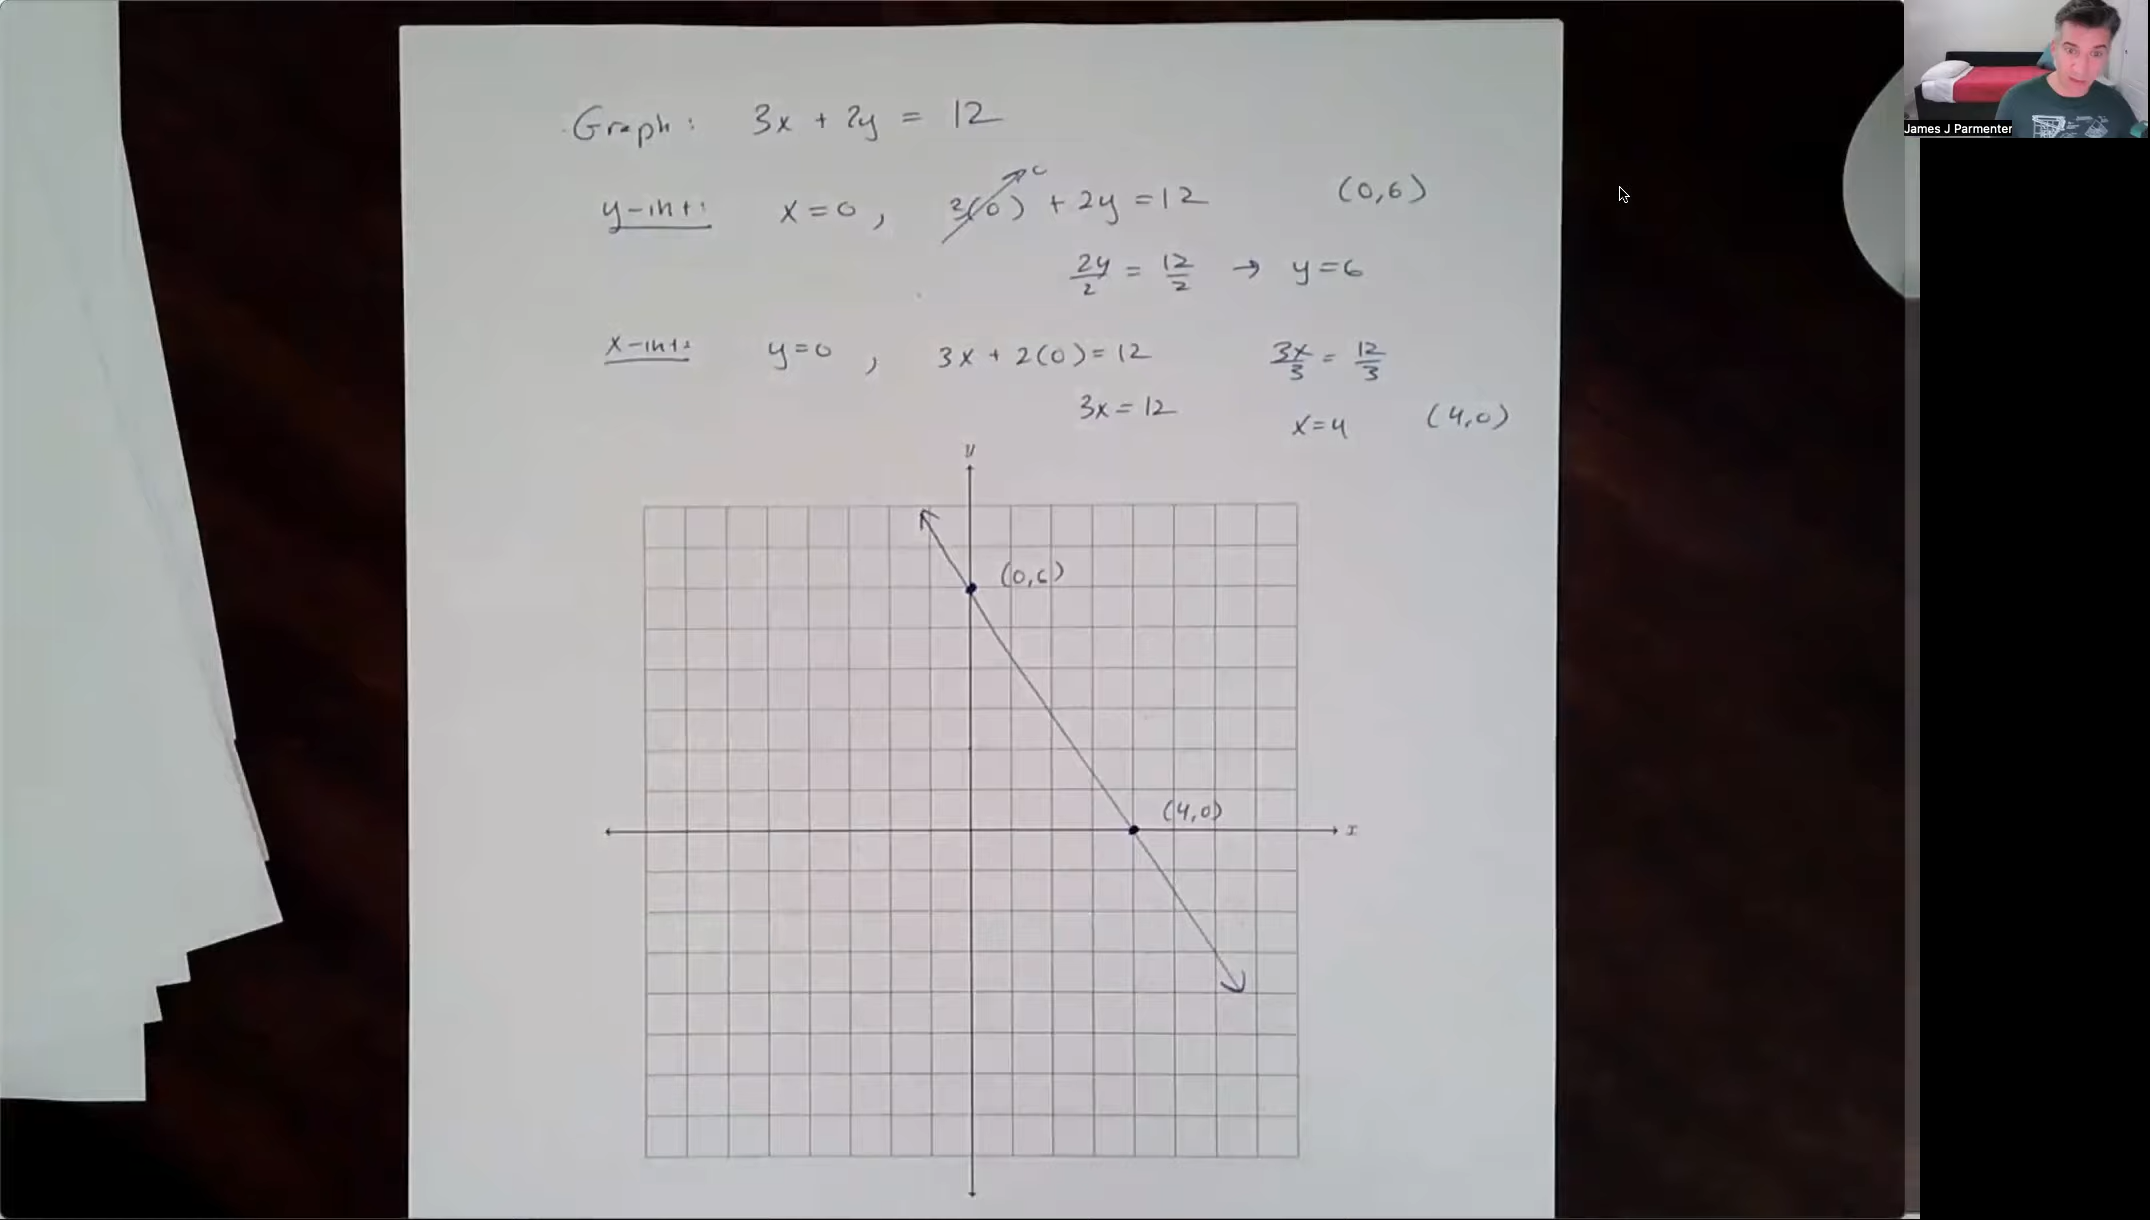 Graph: 3x + 2y = 12
y-int: x=0, 3(0) + 2y = 12 (0,6)
0
2y/2 = 12/2 → y=6
x-int: y=0, 3x + 2(0) = 12 3x/3 = 12/3
3x = 12 x=4 (4,0)
y
(0,6)
(4,0)
x
James J Parmenter